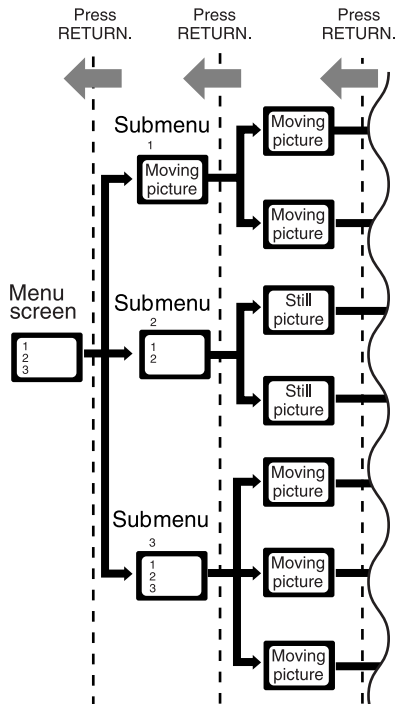 Press
RETURN.
Press
RETURN.
Press
RETURN.
Submenu
1
Moving
picture
Moving
picture
Moving
picture
Menu
screen
1
2
3
Submenu
2
1
2
Still
picture
Still
picture
Submenu
3
1
2
3
Moving
picture
Moving
picture
Moving
picture